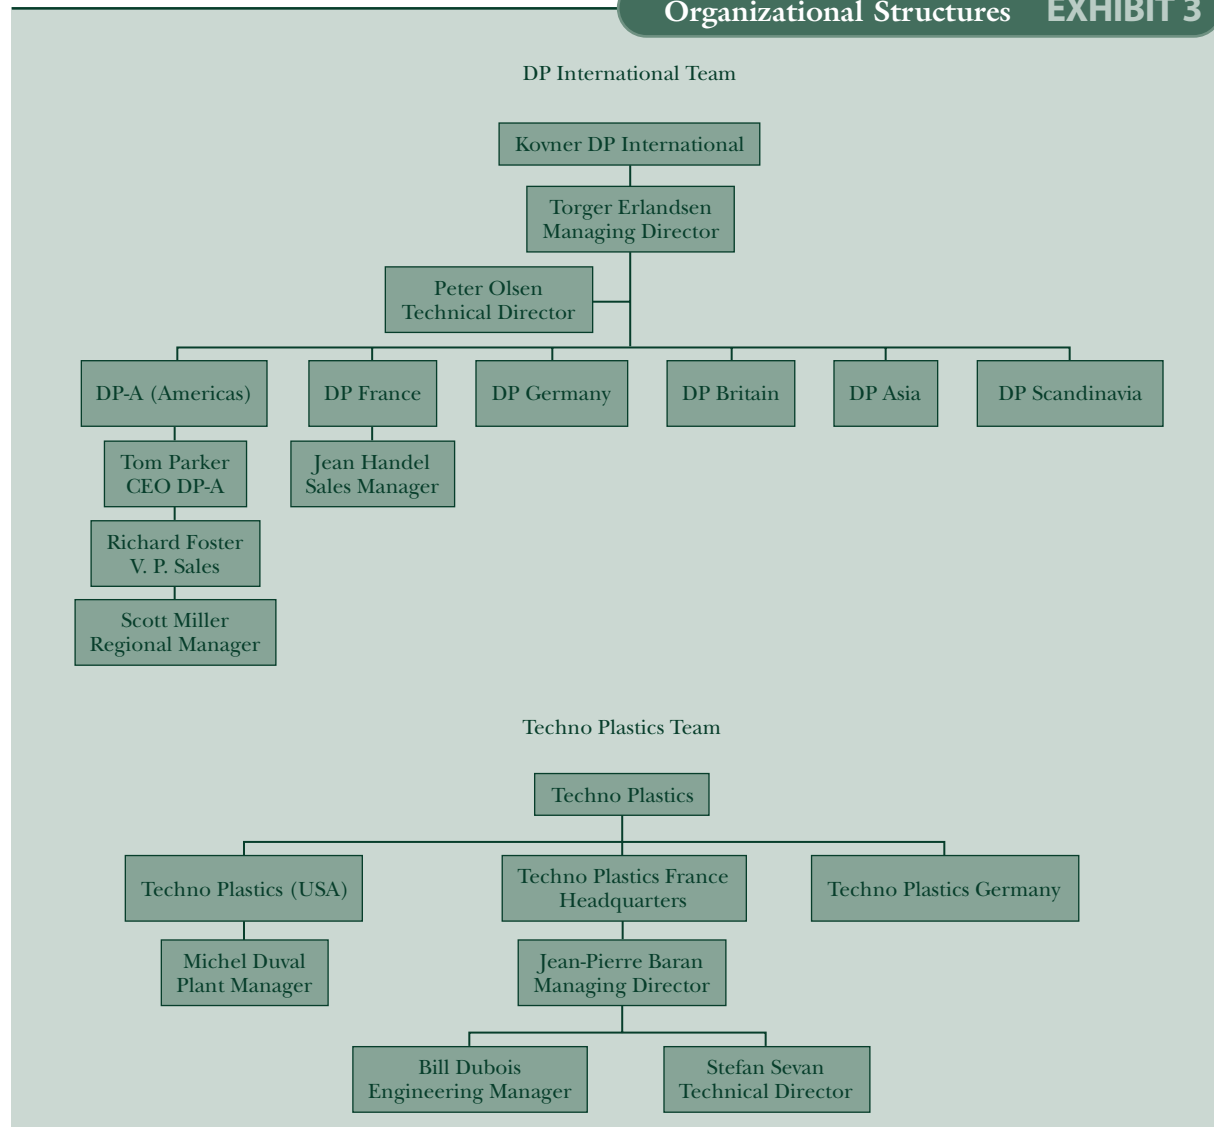 Organizational Structures EXHIBIT 3
DP International Team
Kovner DP International
Torger Erlandsen
Managing Director
Peter Olsen
Technical Director
DP-A (Americas)
DP France
DP Germany
DP Britain
DP Asia
DP Scandinavia
Tom Parker
CEO DP-A
Jean Handel
Sales Manager
Richard Foster
V. P. Sales
Scott Miller
Regional Manager
Techno Plastics Team
Techno Plastics
Techno Plastics (USA)
Techno Plastics France
Headquarters
Techno Plastics Germany
Michel Duval
Plant Manager
Jean-Pierre Baran
Managing Director
Bill Dubois
Engineering Manager
Stefan Sevan
Technical Director